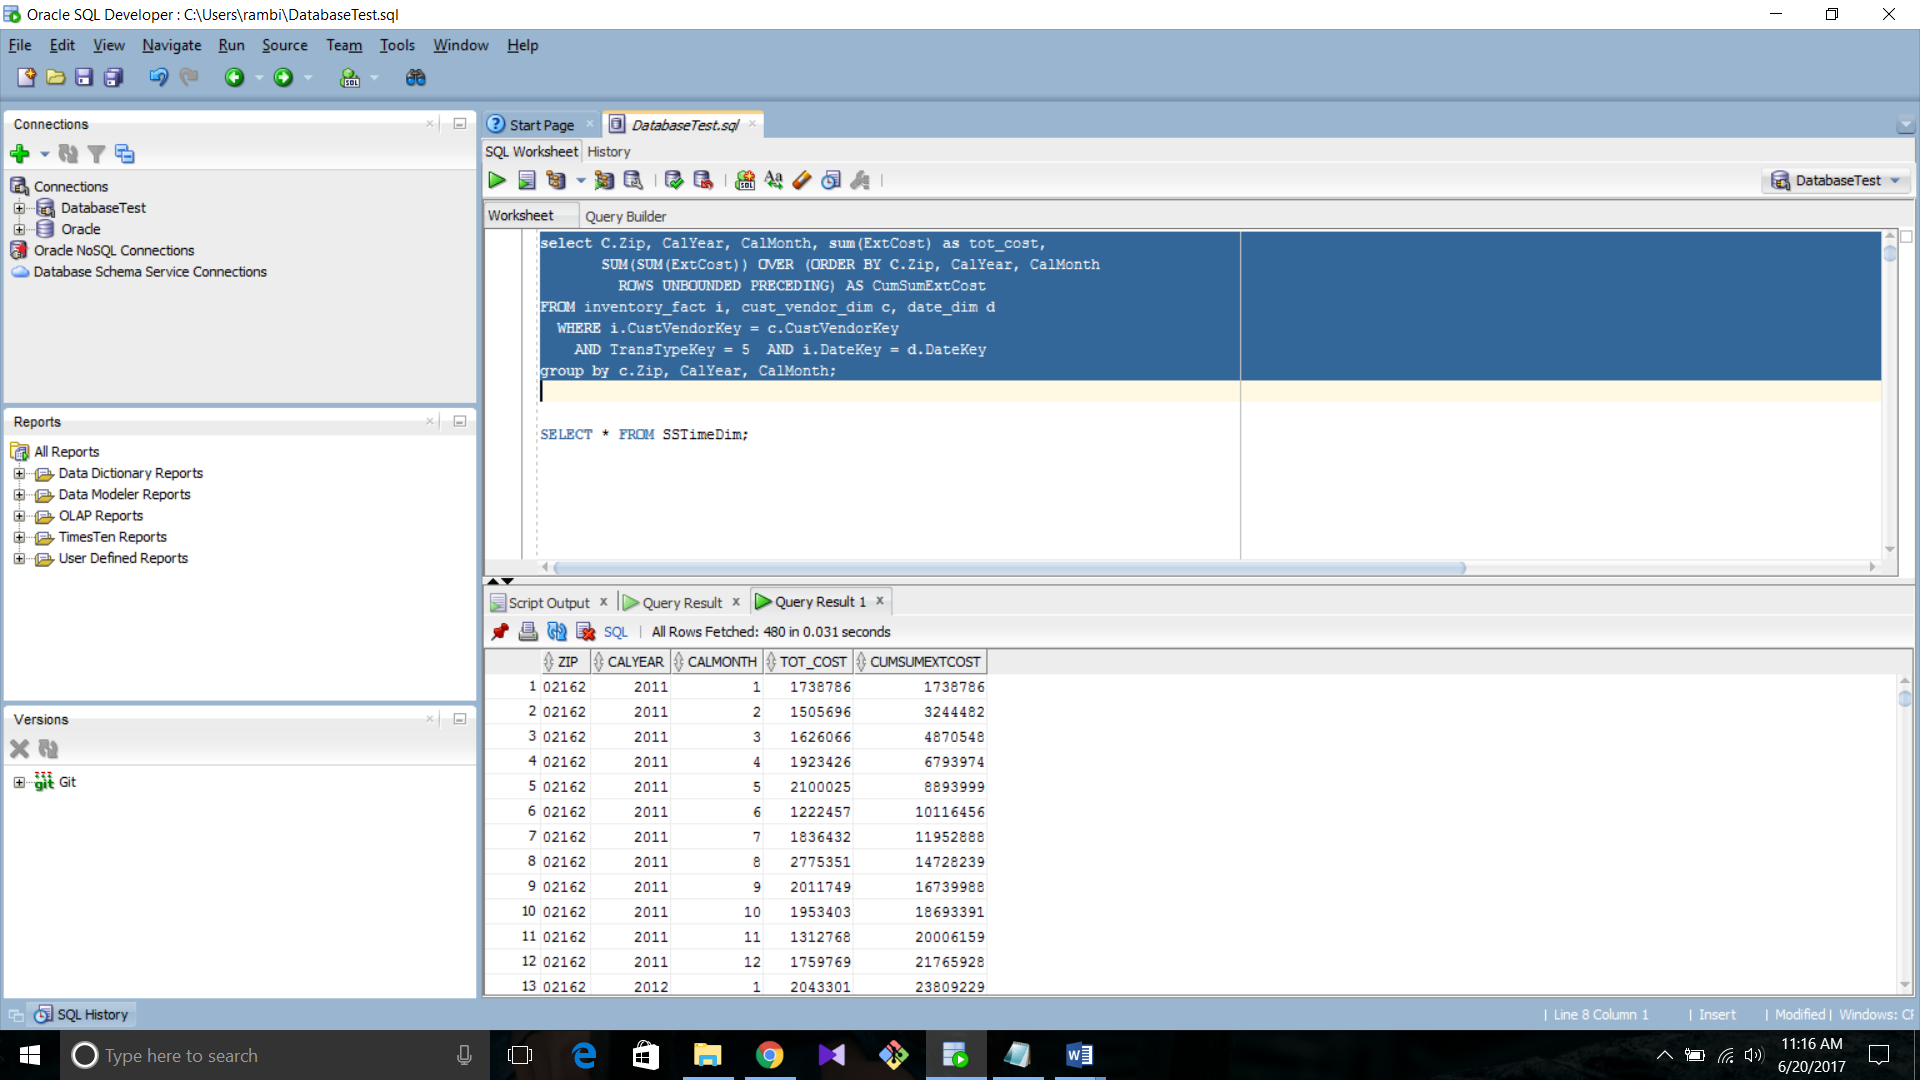 Oracle SQL Developer : C:\Users\rambi\DatabaseTest.sql
File Edit View Navigate Run Source Team Tools Window Help
Connections
Connections
DatabaseTest
Oracle
Oracle NoSQL Connections
Database Schema Service Connections
Reports
All Reports
Data Dictionary Reports
Data Modeler Reports
OLAP Reports
TimesTen Reports
User Defined Reports
Versions
git Git
Start Page DatabaseTest.sql
SQL Worksheet History
DatabaseTest
Worksheet Query Builder
select C.Zip, CalYear, CalMonth, sum(ExtCost) as tot_cost,
SUM(SUM(ExtCost)) OVER (ORDER BY C.Zip, CalYear, CalMonth
ROWS UNBOUNDED PRECEDING) AS CumSumExtCost
FROM inventory_fact i, cust_vendor_dim c, date_dim d
WHERE i.CustVendorKey = c.CustVendorKey
AND TransTypeKey = 5 AND i.DateKey = d.DateKey
group by c.Zip, CalYear, CalMonth;
SELECT * FROM SSTimeDim;
Script Output Query Result Query Result 1
SQL All Rows Fetched: 480 in 0.031 seconds
ZIP CALYEAR CALMONTH TOT_COST CUMSUMEXTCOST
1 02162 2011 1 1738786 1738786
2 02162 2011 2 1505696 3244482
3 02162 2011 3 1626066 4870548
4 02162 2011 4 1923426 6793974
5 02162 2011 5 2100025 8893999
6 02162 2011 6 1222457 10116456
7 02162 2011 7 1836432 11952888
8 02162 2011 8 2775351 14728239
9 02162 2011 9 2011749 16739988
10 02162 2011 10 1953403 18693391
11 02162 2011 11 1312768 20006159
12 02162 2011 12 1759769 21765928
13 02162 2012 1 2043301 23809229
SQL History
Line 8 Column 1 Insert Modified Windows: CF
Type here to search
11:16 AM
6/20/2017